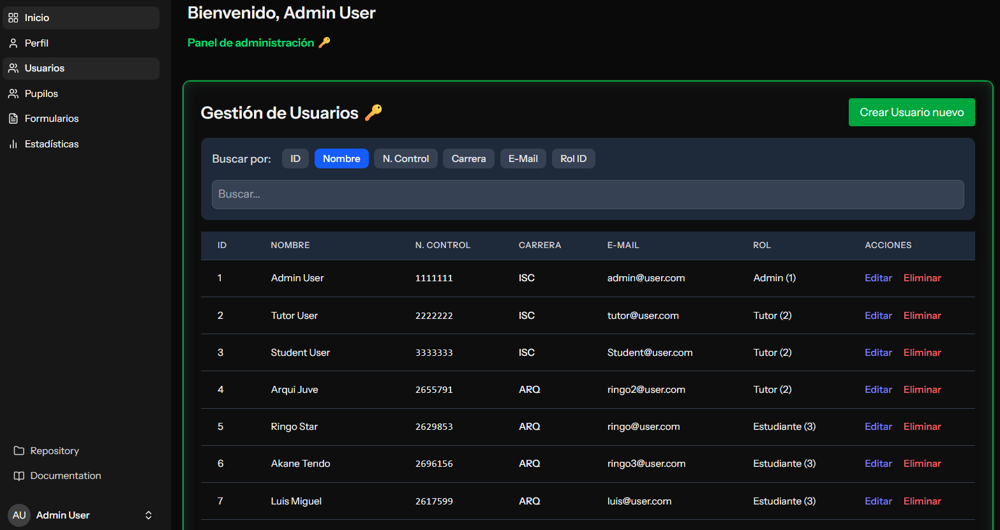 Inicio
Perfil
Usuarios
Pupilos
Formularios
Estadísticas
Repository
Documentation
AU Admin User
Bienvenido, Admin User
Panel de administración 🔑
Gestión de Usuarios 🔑
Crear Usuario nuevo
Buscar por: ID Nombre N. Control Carrera E-Mail Rol ID
Buscar...
ID NOMBRE N. CONTROL CARRERA E-MAIL ROL ACCIONES
1 Admin User 1111111 ISC admin@user.com Admin (1) Editar Eliminar
2 Tutor User 2222222 ISC tutor@user.com Tutor (2) Editar Eliminar
3 Student User 3333333 ISC Student@user.com Tutor (2) Editar Eliminar
4 Arqui Juve 2655791 ARQ ringo2@user.com Tutor (2) Editar Eliminar
5 Ringo Star 2629853 ARQ ringo@user.com Estudiante (3) Editar Eliminar
6 Akane Tendo 2696156 ARQ ringo3@user.com Estudiante (3) Editar Eliminar
7 Luis Miguel 2617599 ARQ luis@user.com Estudiante (3) Editar Eliminar